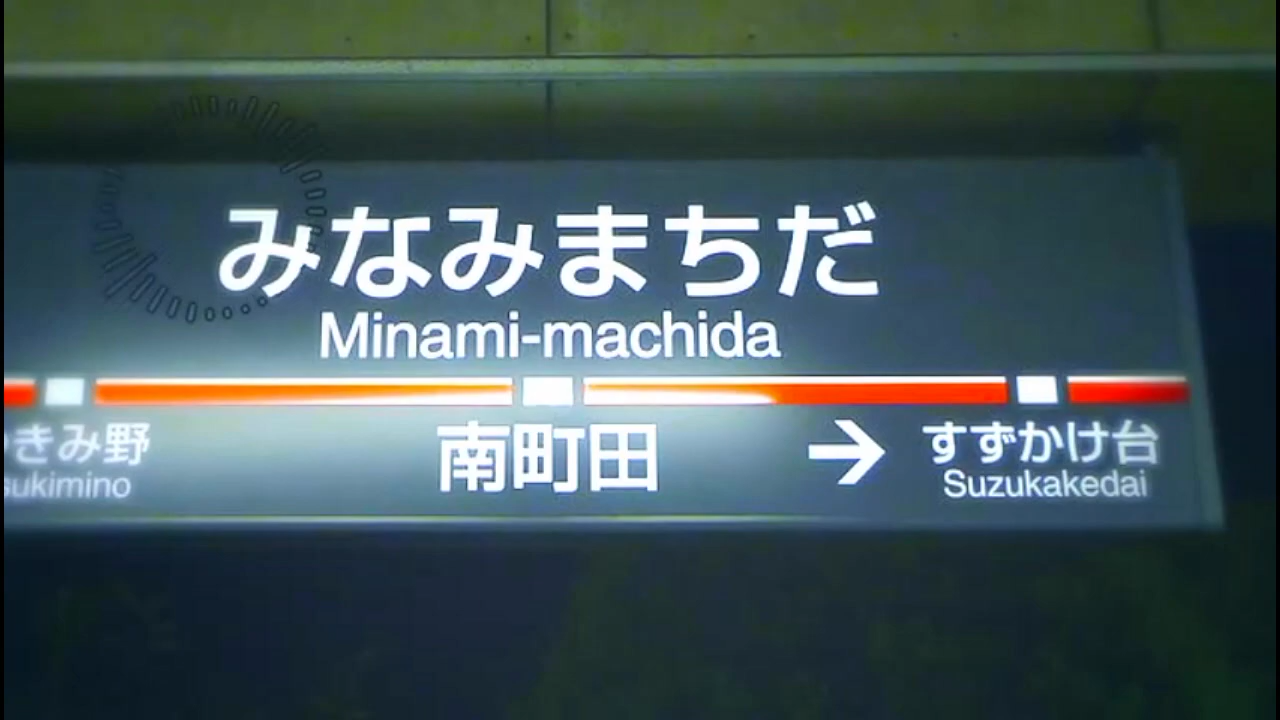 みなみまちだ
Minami-machida
きみ野
sukimino
南町田
→ すずかけ台
Suzukakedai